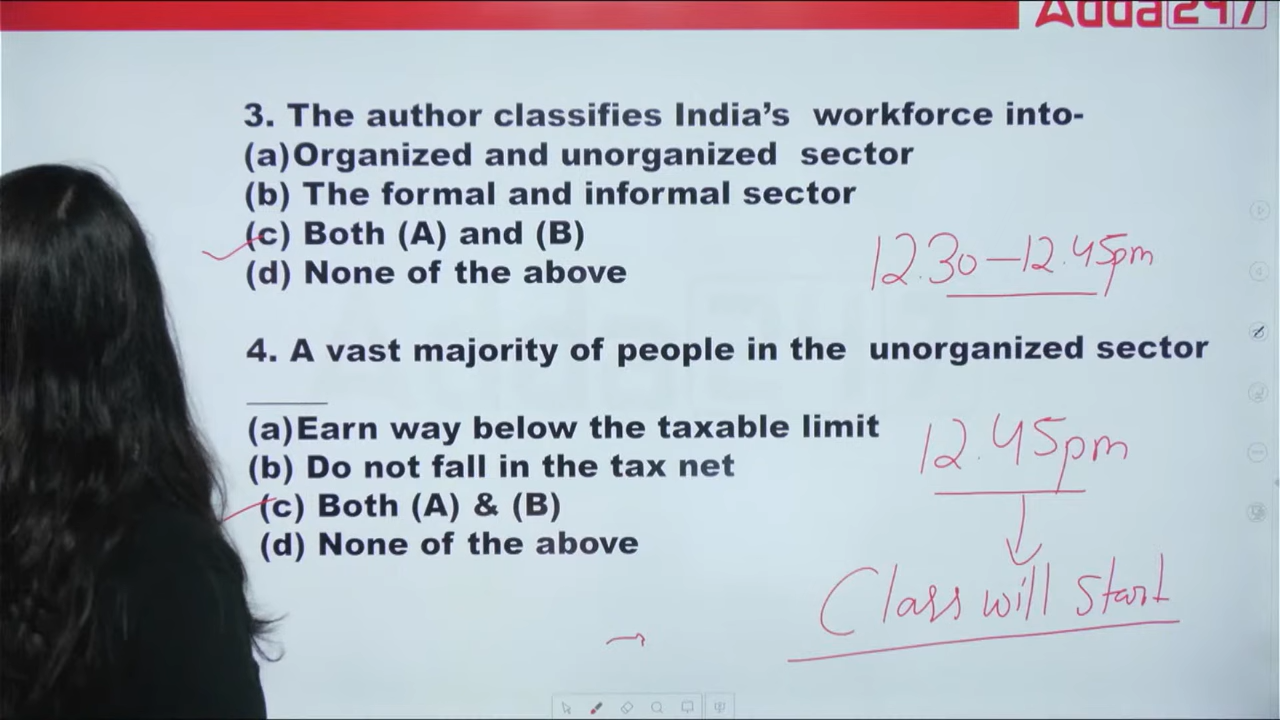 Adda247
3. The author classifies India's workforce into-
(a)Organized and unorganized sector
(b) The formal and informal sector
(c) Both (A) and (B)
(d) None of the above
12.30-12.45pm
4. A vast majority of people in the unorganized sector
______
(a)Earn way below the taxable limit
(b) Do not fall in the tax net
(c) Both (A) & (B)
(d) None of the above
12.45pm
Class will start